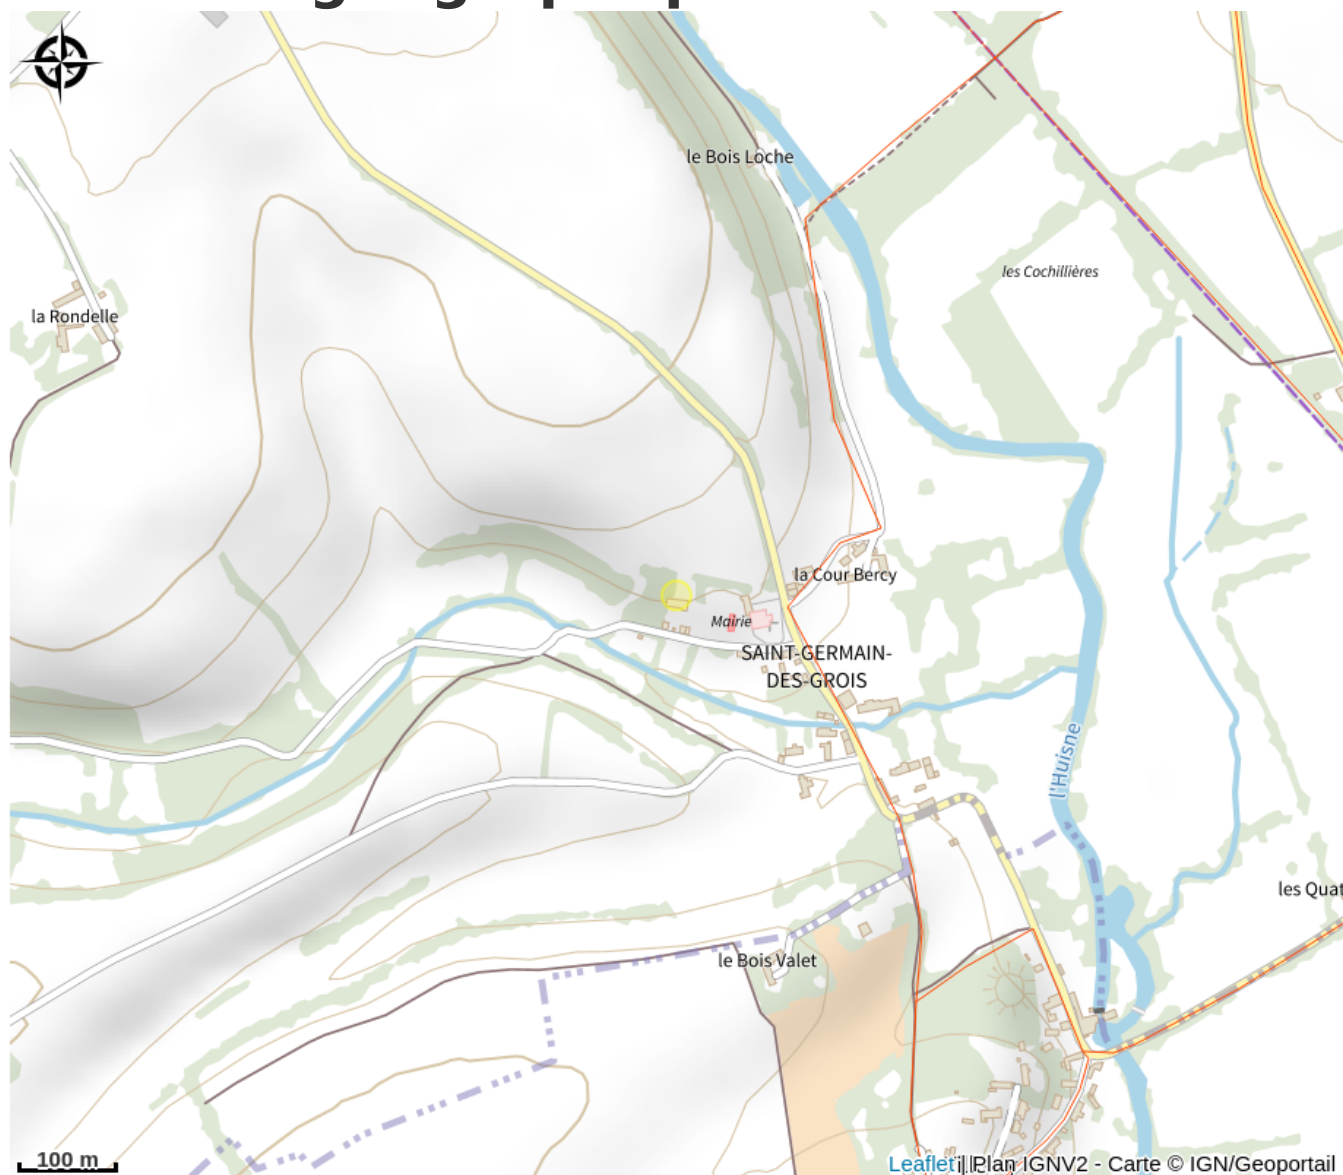 le Bois Loche
les Cochillières
la Rondelle
la Cour Bercy
Mairie
SAINT-GERMAIN-
DES-GROIS
l'Huisne
les Quat
le Bois Valet
100 m
Leaflet | Plan IGNV2 - Carte © IGN/Geoportail